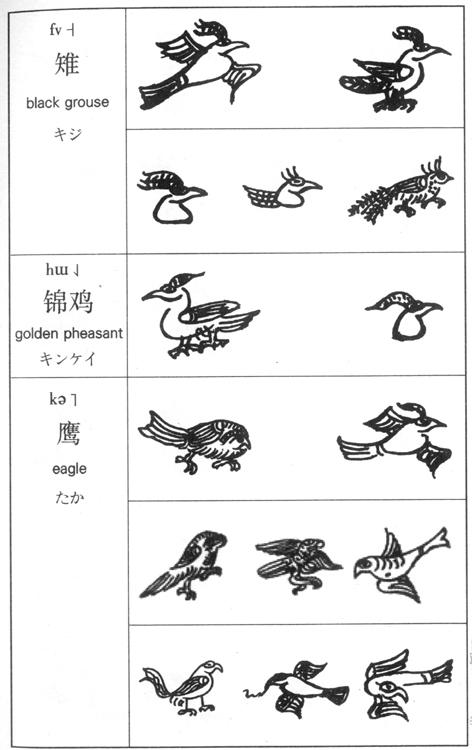 fv ˧
雉
black grouse
キジ
hɯ ˩
锦鸡
golden pheasant
キンケイ
kə ˥
鹰
eagle
たか